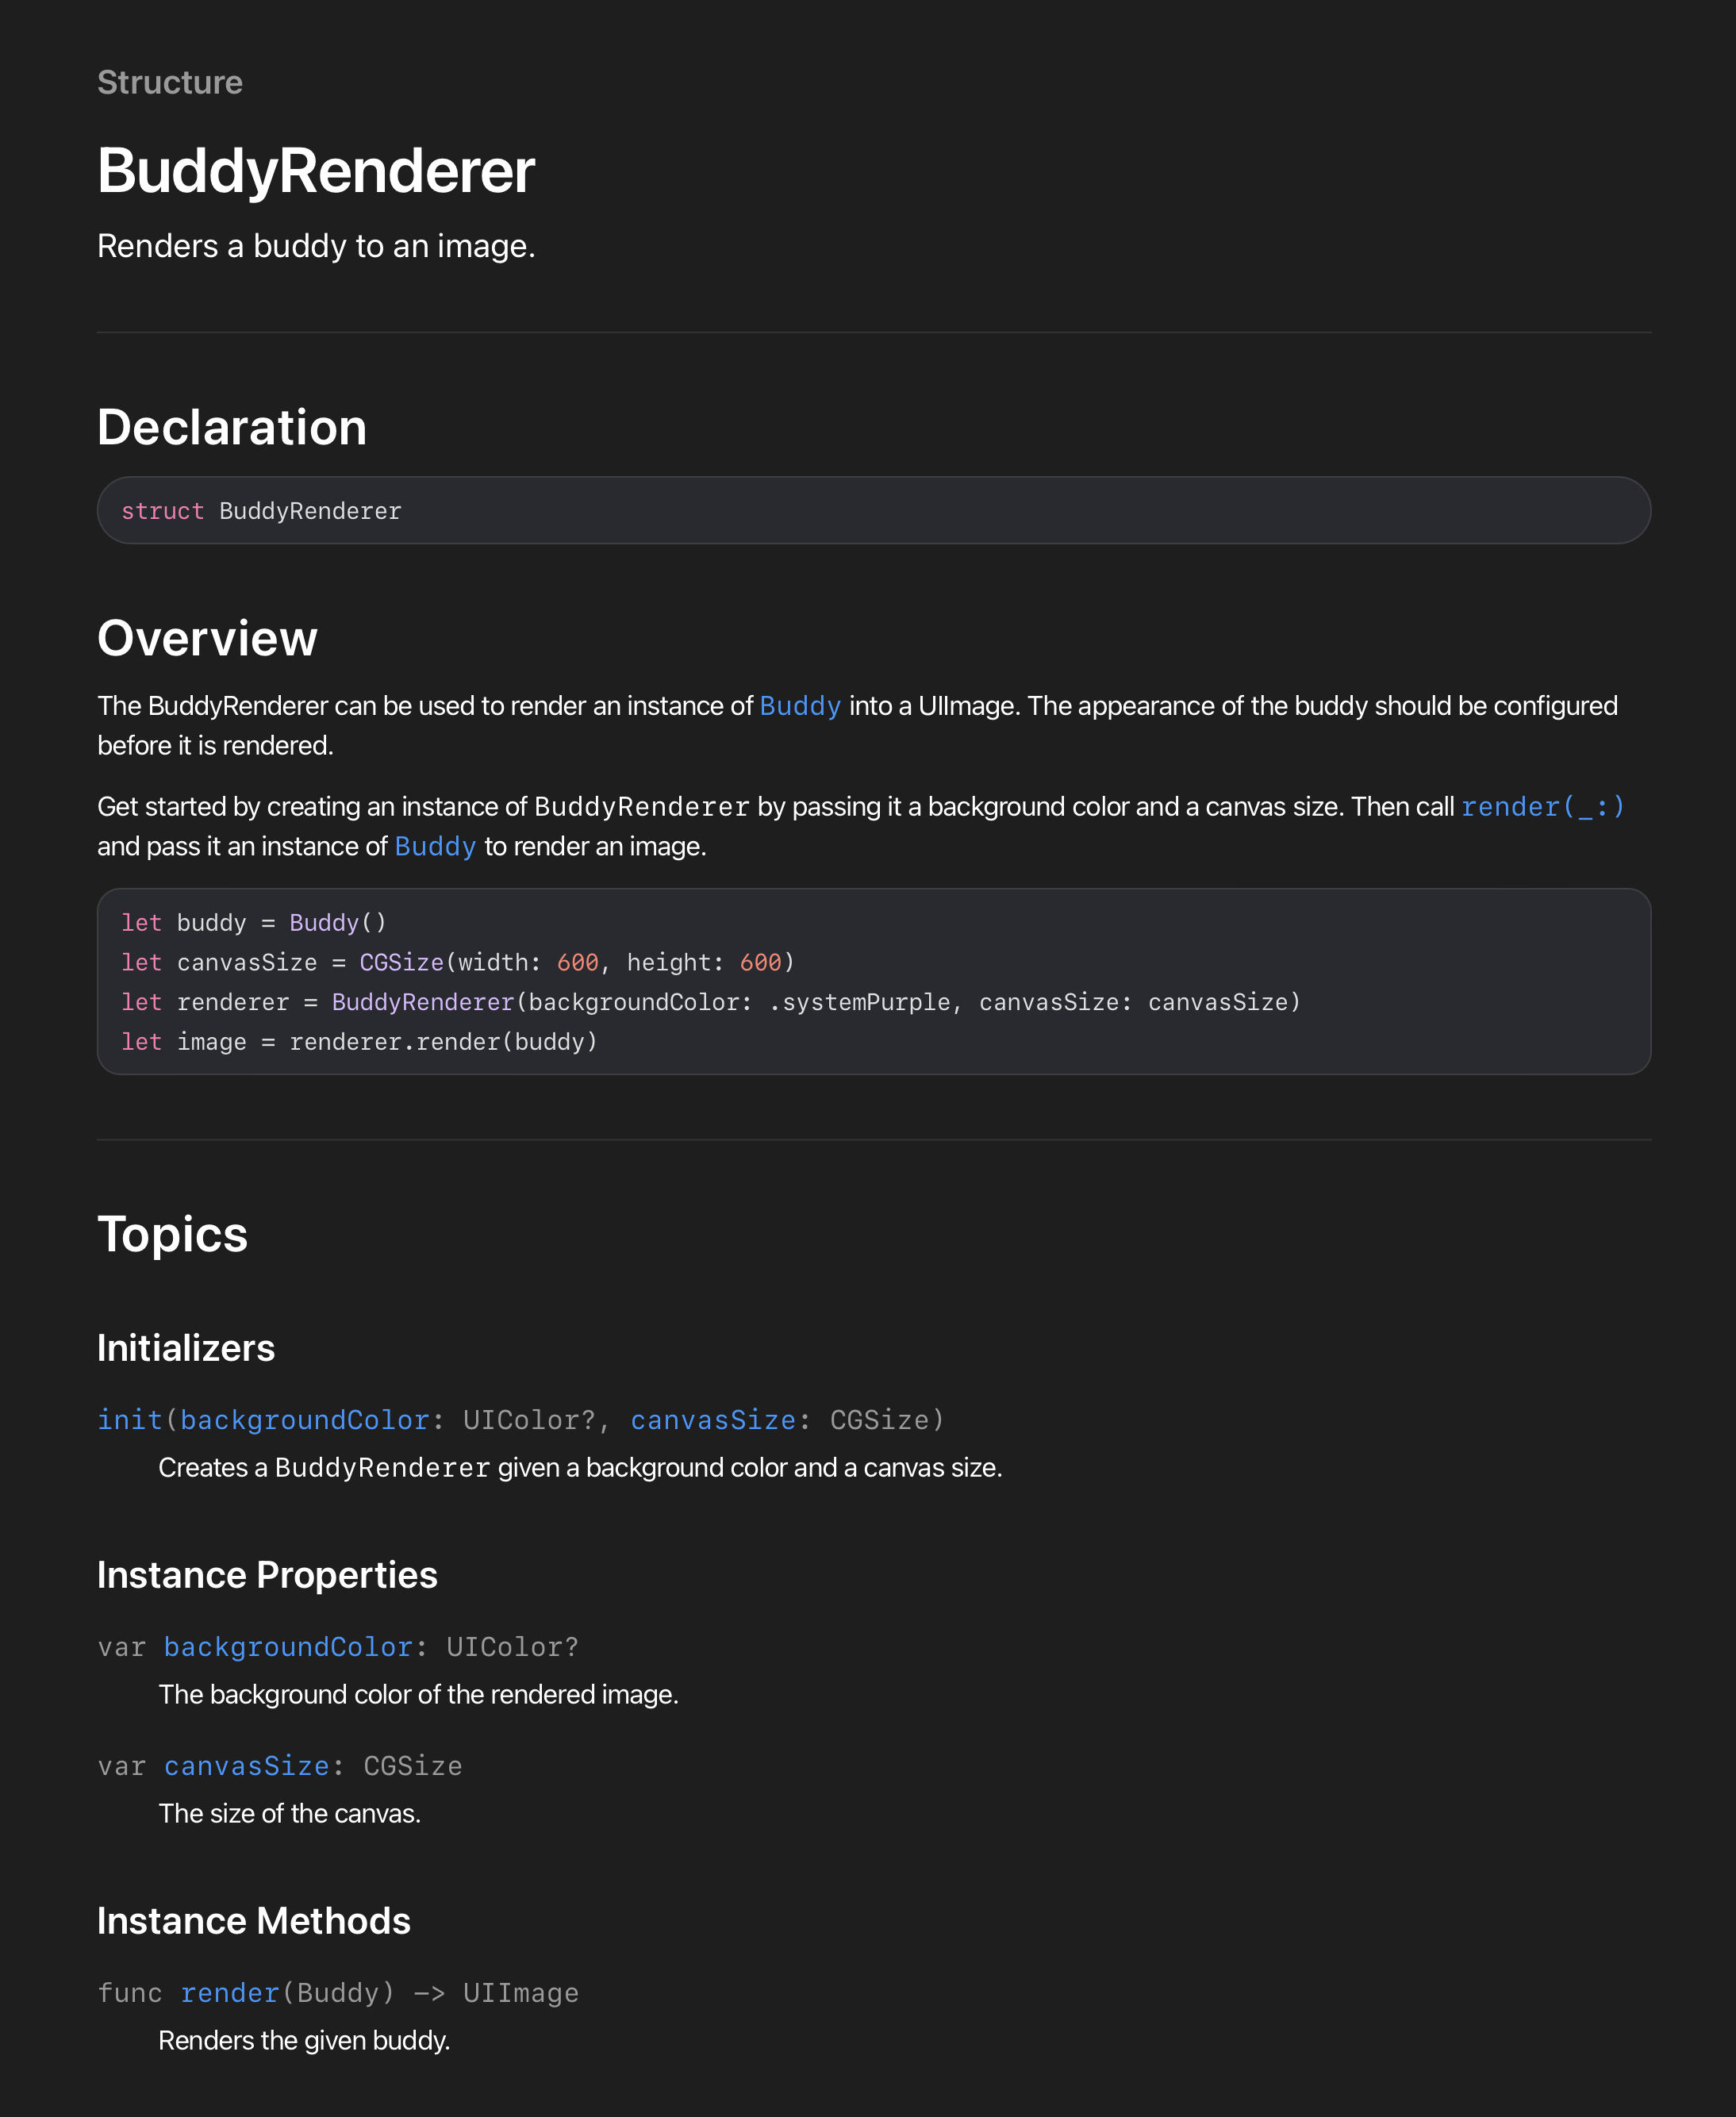 Structure
BuddyRenderer
Renders a buddy to an image.
Declaration
struct BuddyRenderer
Overview
The BuddyRenderer can be used to render an instance of Buddy into a UIImage. The appearance of the buddy should be configured
before it is rendered.
Get started by creating an instance of BuddyRenderer by passing it a background color and a canvas size. Then call render(_:)
and pass it an instance of Buddy to render an image.
let buddy = Buddy()
let canvasSize = CGSize(width: 600, height: 600)
let renderer = BuddyRenderer(backgroundColor: .systemPurple, canvasSize: canvasSize)
let image = renderer.render(buddy)
Topics
Initializers
init(backgroundColor: UIColor?, canvasSize: CGSize)
Creates a BuddyRenderer given a background color and a canvas size.
Instance Properties
var backgroundColor: UIColor?
The background color of the rendered image.
var canvasSize: CGSize
The size of the canvas.
Instance Methods
func render(Buddy) -> UIImage
Renders the given buddy.